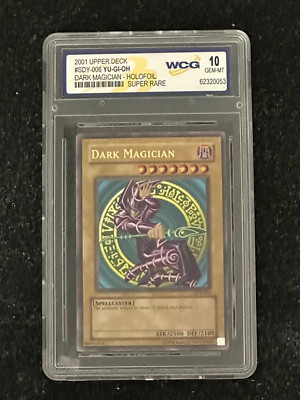 2001 UPPER DECK
#SDY-006 YU-GI-OH
DARK MAGICIAN - HOLOFOIL
SUPER RARE
WCG
10
GEM-MT
62320053
DARK MAGICIAN
[SPELLCASTER]
ATK/2500 DEF/2100